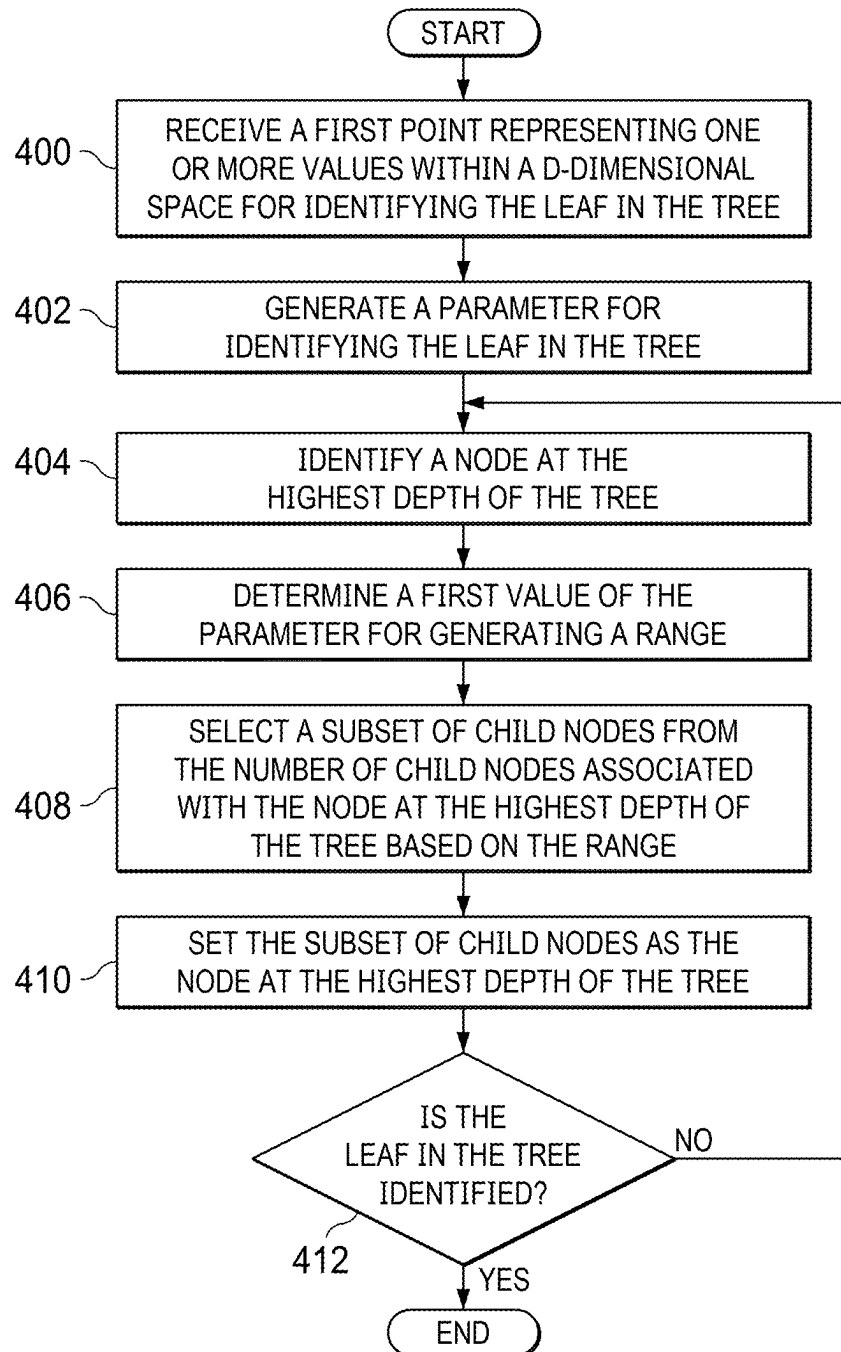 START
400
RECEIVE A FIRST POINT REPRESENTING ONE
OR MORE VALUES WITHIN A D-DIMENSIONAL
SPACE FOR IDENTIFYING THE LEAF IN THE TREE
402
GENERATE A PARAMETER FOR
IDENTIFYING THE LEAF IN THE TREE
404
IDENTIFY A NODE AT THE
HIGHEST DEPTH OF THE TREE
406
DETERMINE A FIRST VALUE OF THE
PARAMETER FOR GENERATING A RANGE
408
SELECT A SUBSET OF CHILD NODES FROM
THE NUMBER OF CHILD NODES ASSOCIATED
WITH THE NODE AT THE HIGHEST DEPTH OF
THE TREE BASED ON THE RANGE
410
SET THE SUBSET OF CHILD NODES AS THE
NODE AT THE HIGHEST DEPTH OF THE TREE
IS THE
LEAF IN THE TREE
IDENTIFIED?
NO
412
YES
END